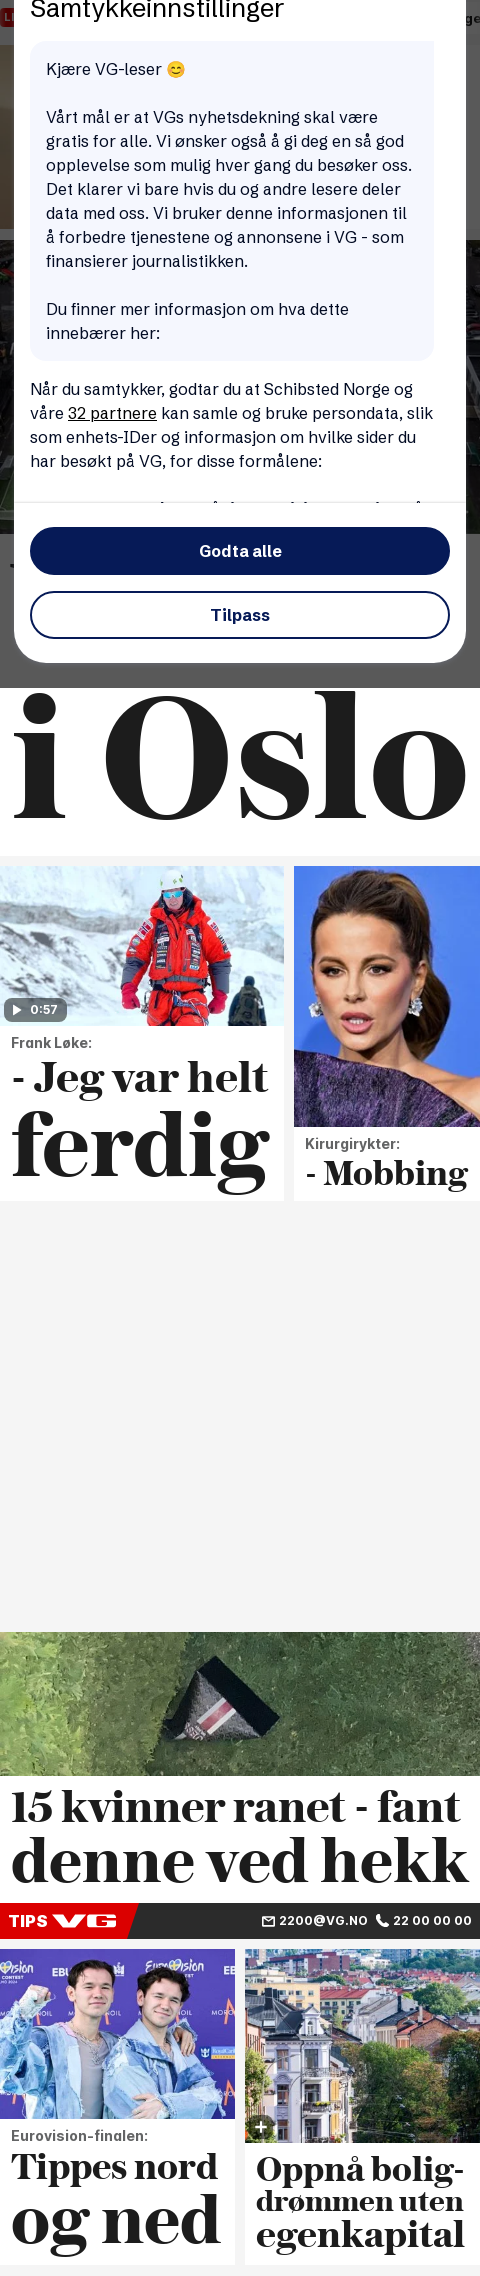 Samtykkeinnstillinger
Kjære VG-leser 😊
Vårt mål er at VGs nyhetsdekning skal være
gratis for alle. Vi ønsker også å gi deg en så god
opplevelse som mulig hver gang du besøker oss.
Det klarer vi bare hvis du og andre lesere deler
data med oss. Vi bruker denne informasjonen til
å forbedre tjenestene og annonsene i VG - som
finansierer journalistikken.
Du finner mer informasjon om hva dette
innebærer her:
Når du samtykker, godtar du at Schibsted Norge og
våre 32 partnere kan samle og bruke persondata, slik
som enhets-IDer og informasjon om hvilke sider du
har besøkt på VG, for disse formålene:
Godta alle
Tilpass
i Oslo
0:57
Frank Løke:
- Jeg var helt
ferdig
Kirurgirykter:
- Mobbing
15 kvinner ranet - fant
denne ved hekk
TIPS VG
2200@VG.NO 22 00 00 00
Eurovision-finalen:
Tippes nord
og ned
Oppnå bolig-
drømmen uten
egenkapital